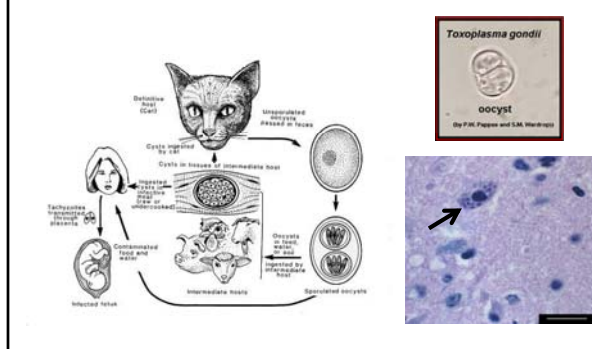 Definitive
host
(Cat)
Unsporulated
oocysts
passed in feces
Cysts ingested
by cat
Cysts in tissues of intermediate host
Ingested
cysts in
infective
meat
(raw or
undercooked)
Tachyzoites
transmitted
through
placenta
Contaminated
food and
water
Oocysts
in food,
water,
or soil
ingested by
intermediate
host
Infected fetus
Intermediate hosts
Sporulated oocysts
Toxoplasma gondii
oocyst
(by P.W. Pappas and S.M. Wardrop)